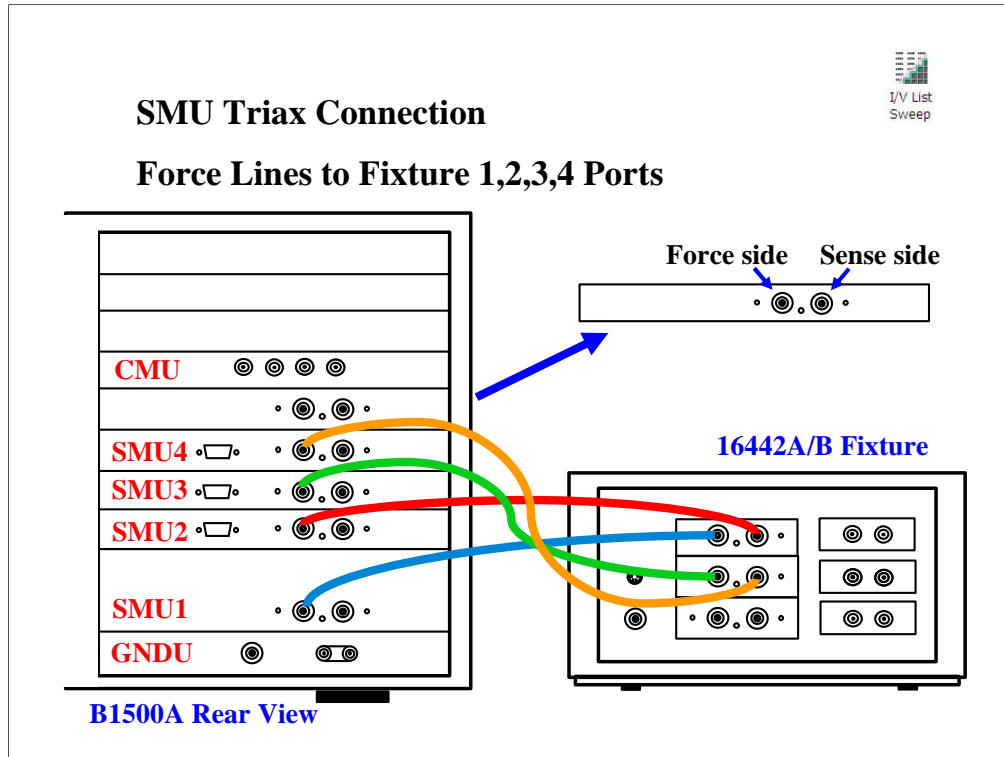 I/V List
Sweep
SMU Triax Connection
Force Lines to Fixture 1,2,3,4 Ports
Force side
Sense side
CMU
SMU4
SMU3
SMU2
SMU1
GNDU
16442A/B Fixture
B1500A Rear View